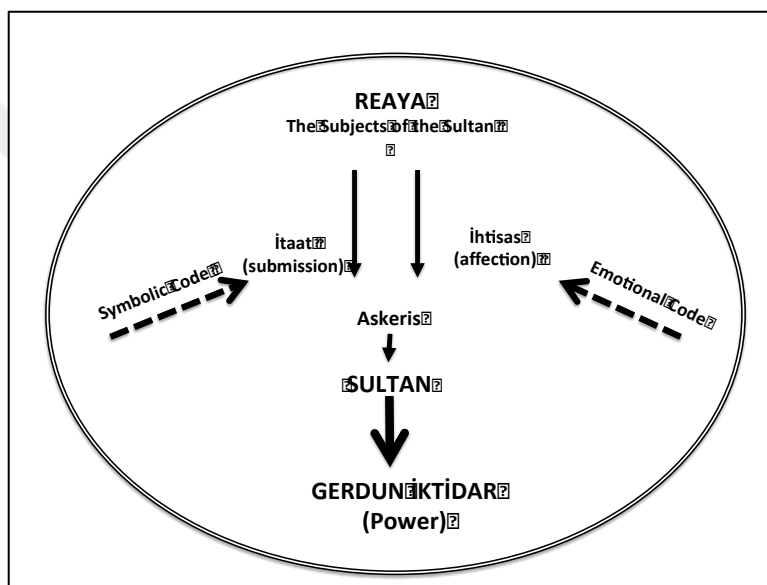 REAYA
The Subjects of the Sultan
İtaat
(submission)
İhtisas
(affection)
Symbolic Code
Emotional Code
Askeris
SULTAN
GERDUN İKTİDAR
(Power)